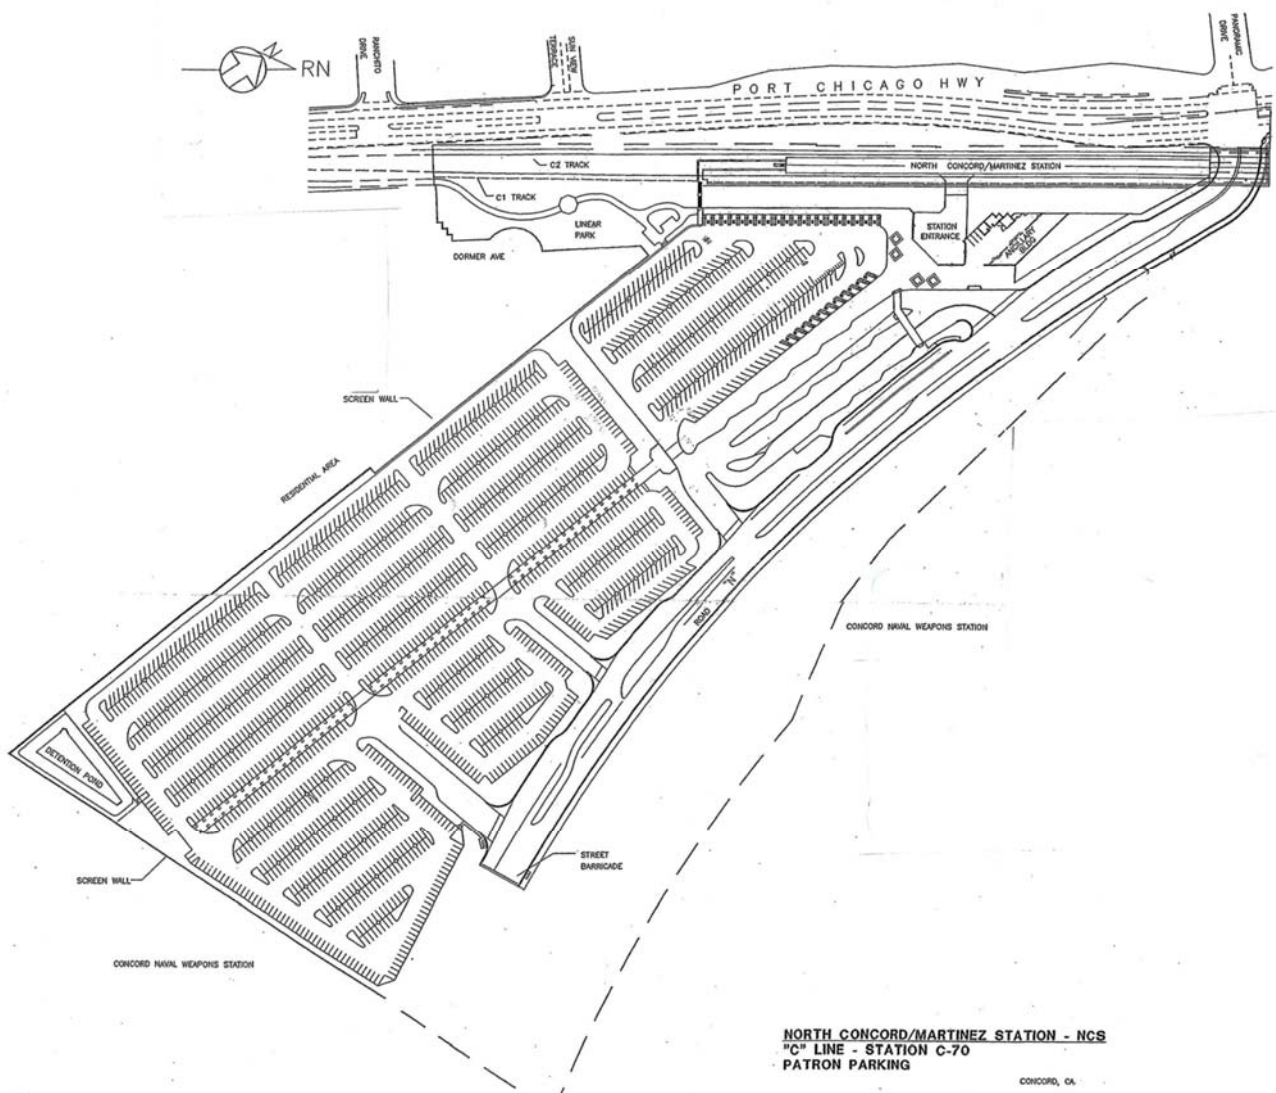 N
RN
RANCHITO
DRIVE
SUN VIEW
TERRACE
PANORAMIC
DRIVE
PORT CHICAGO HWY
C2 TRACK
NORTH CONCORD/MARTINEZ STATION
C1 TRACK
LINEAR
PARK
STATION
ENTRANCE
ANCILLARY
BLDG
DORMER AVE
SCREEN WALL
RESIDENTIAL AREA
ROAD "N"
CONCORD NAVAL WEAPONS STATION
DETENTION POND
STREET
BARRICADE
SCREEN WALL
CONCORD NAVAL WEAPONS STATION
NORTH CONCORD/MARTINEZ STATION - NCS
"C" LINE - STATION C-70
PATRON PARKING
CONCORD, CA.